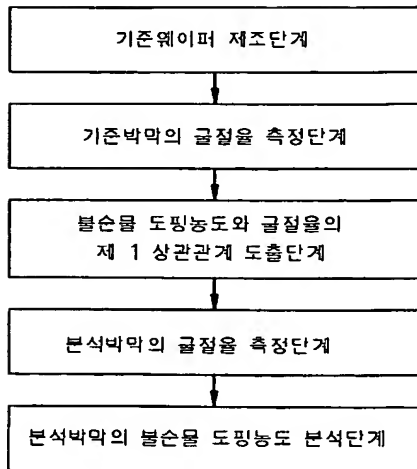 기준웨이퍼 제조단계
기준박막의 굴절율 측정단계
불순물 도핑농도와 굴절율의
제 1 상관관계 도출단계
분석박막의 굴절율 측정단계
분석박막의 불순물 도핑농도 분석단계